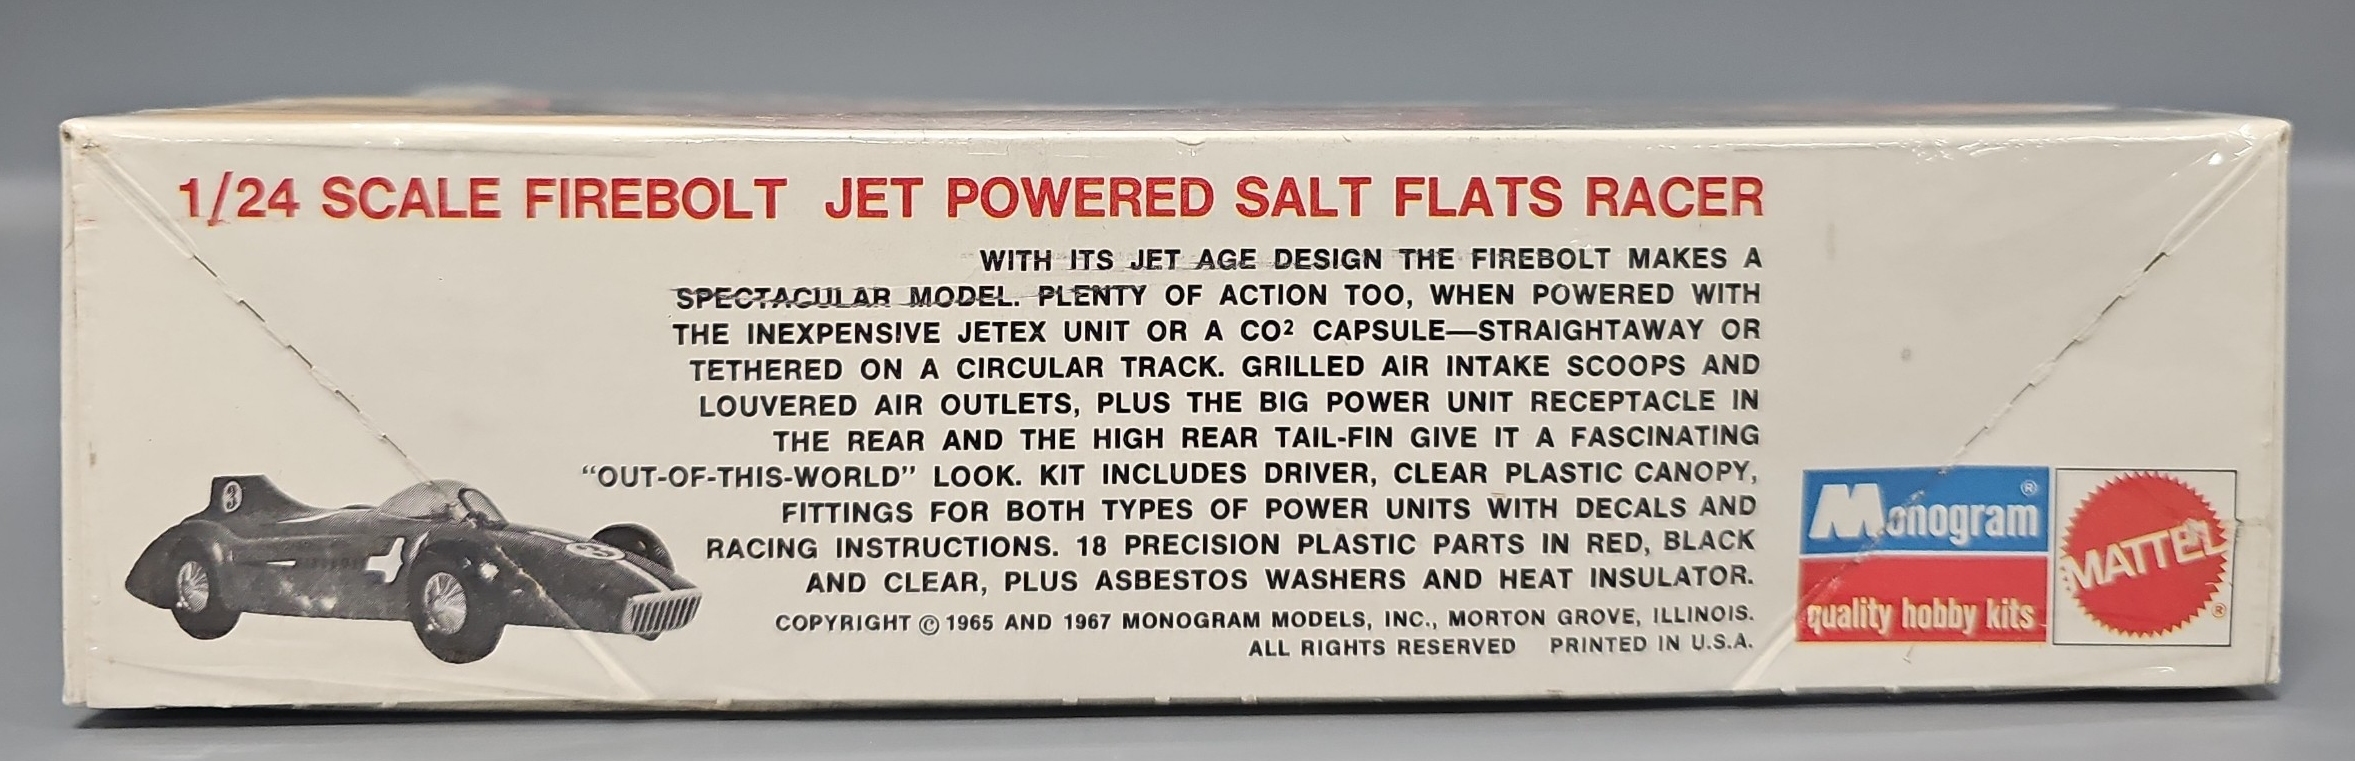 1/24 SCALE FIREBOLT JET POWERED SALT FLATS RACER
WITH ITS JET AGE DESIGN THE FIREBOLT MAKES A
SPECTACULAR MODEL. PLENTY OF ACTION TOO, WHEN POWERED WITH
THE INEXPENSIVE JETEX UNIT OR A CO² CAPSULE—STRAIGHTAWAY OR
TETHERED ON A CIRCULAR TRACK. GRILLED AIR INTAKE SCOOPS AND
LOUVERED AIR OUTLETS, PLUS THE BIG POWER UNIT RECEPTACLE IN
THE REAR AND THE HIGH REAR TAIL-FIN GIVE IT A FASCINATING
“OUT-OF-THIS-WORLD” LOOK. KIT INCLUDES DRIVER, CLEAR PLASTIC CANOPY,
FITTINGS FOR BOTH TYPES OF POWER UNITS WITH DECALS AND
RACING INSTRUCTIONS. 18 PRECISION PLASTIC PARTS IN RED, BLACK
AND CLEAR, PLUS ASBESTOS WASHERS AND HEAT INSULATOR.
COPYRIGHT © 1965 AND 1967 MONOGRAM MODELS, INC., MORTON GROVE, ILLINOIS.
ALL RIGHTS RESERVED PRINTED IN U.S.A.
3
3
Monogram®
quality hobby kits
MATTEL®